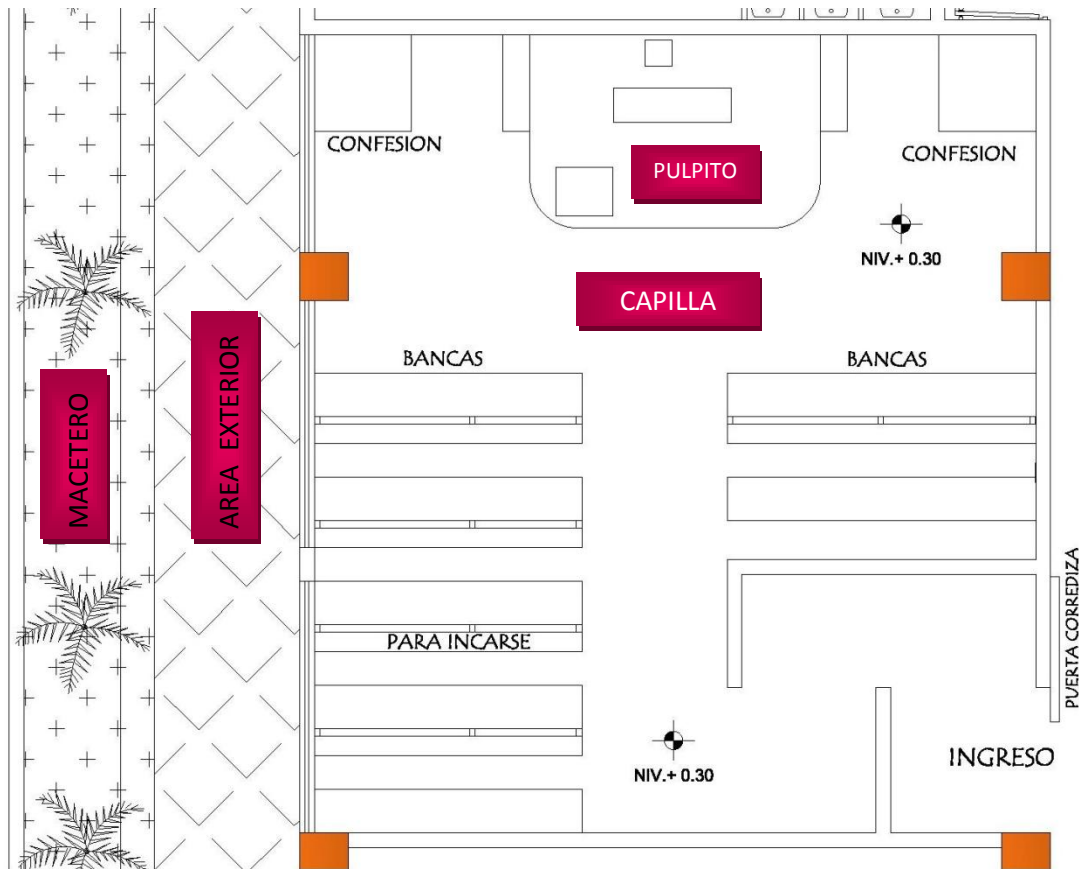 CONFESION
PULPITO
CONFESION
NIV.+ 0.30
CAPILLA
BANCAS
BANCAS
MACETERO
AREA EXTERIOR
PARA INCARSE
PUERTA CORREDIZA
INGRESO
NIV.+ 0.30